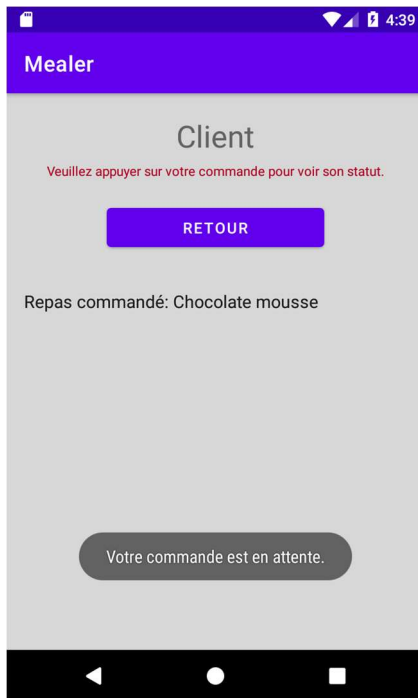 4:39
Mealer
Client
Veuillez appuyer sur votre commande pour voir son statut.
RETOUR
Repas commandé: Chocolate mousse
Votre commande est en attente.